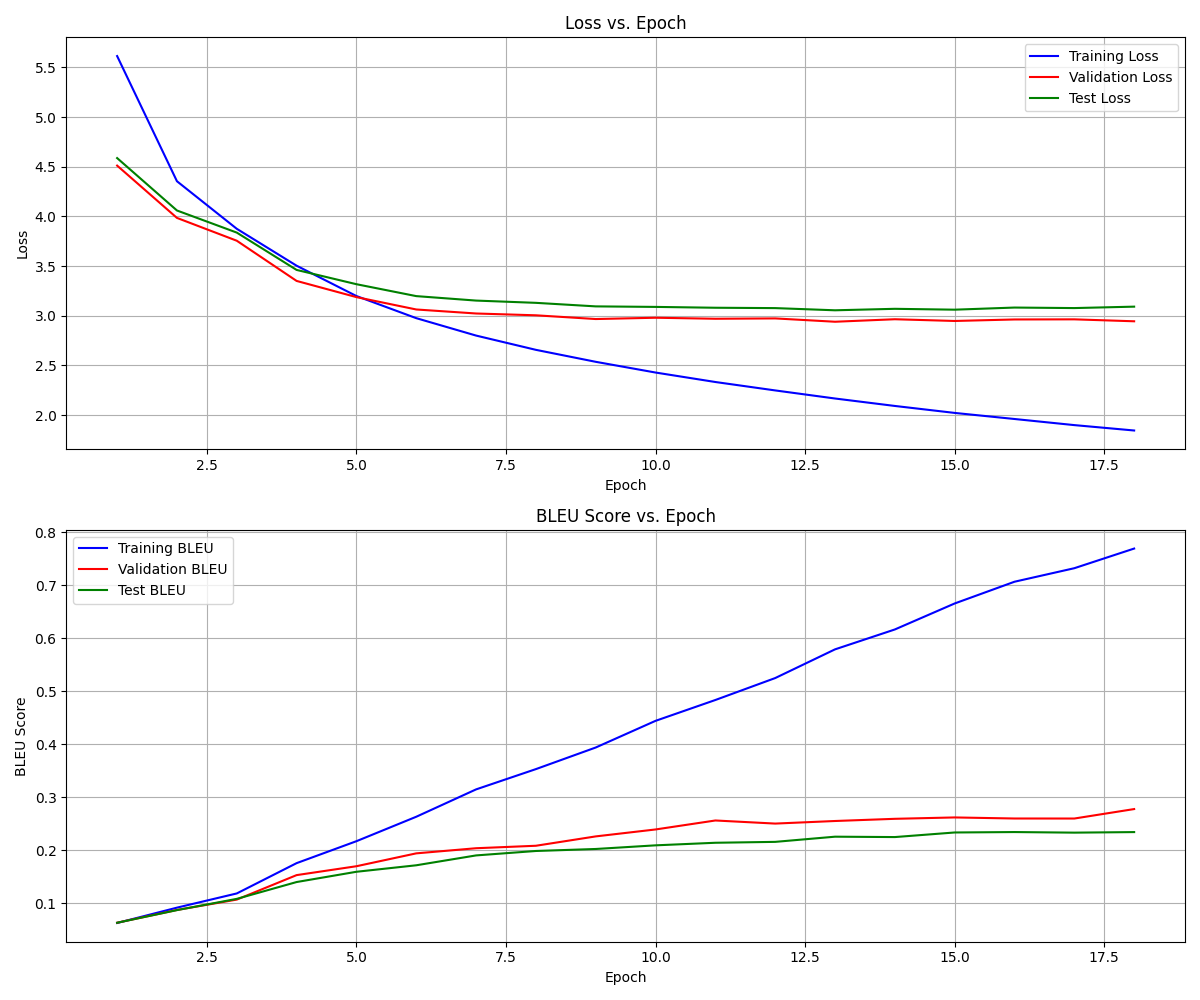 Loss vs. Epoch
5.5
5.0
4.5
4.0
3.5
3.0
2.5
2.0
Loss
Training Loss
Validation Loss
Test Loss
2.5 5.0 7.5 10.0 12.5 15.0 17.5
Epoch
BLEU Score vs. Epoch
0.8
0.7
0.6
0.5
0.4
0.3
0.2
0.1
BLEU Score
Training BLEU
Validation BLEU
Test BLEU
2.5 5.0 7.5 10.0 12.5 15.0 17.5
Epoch